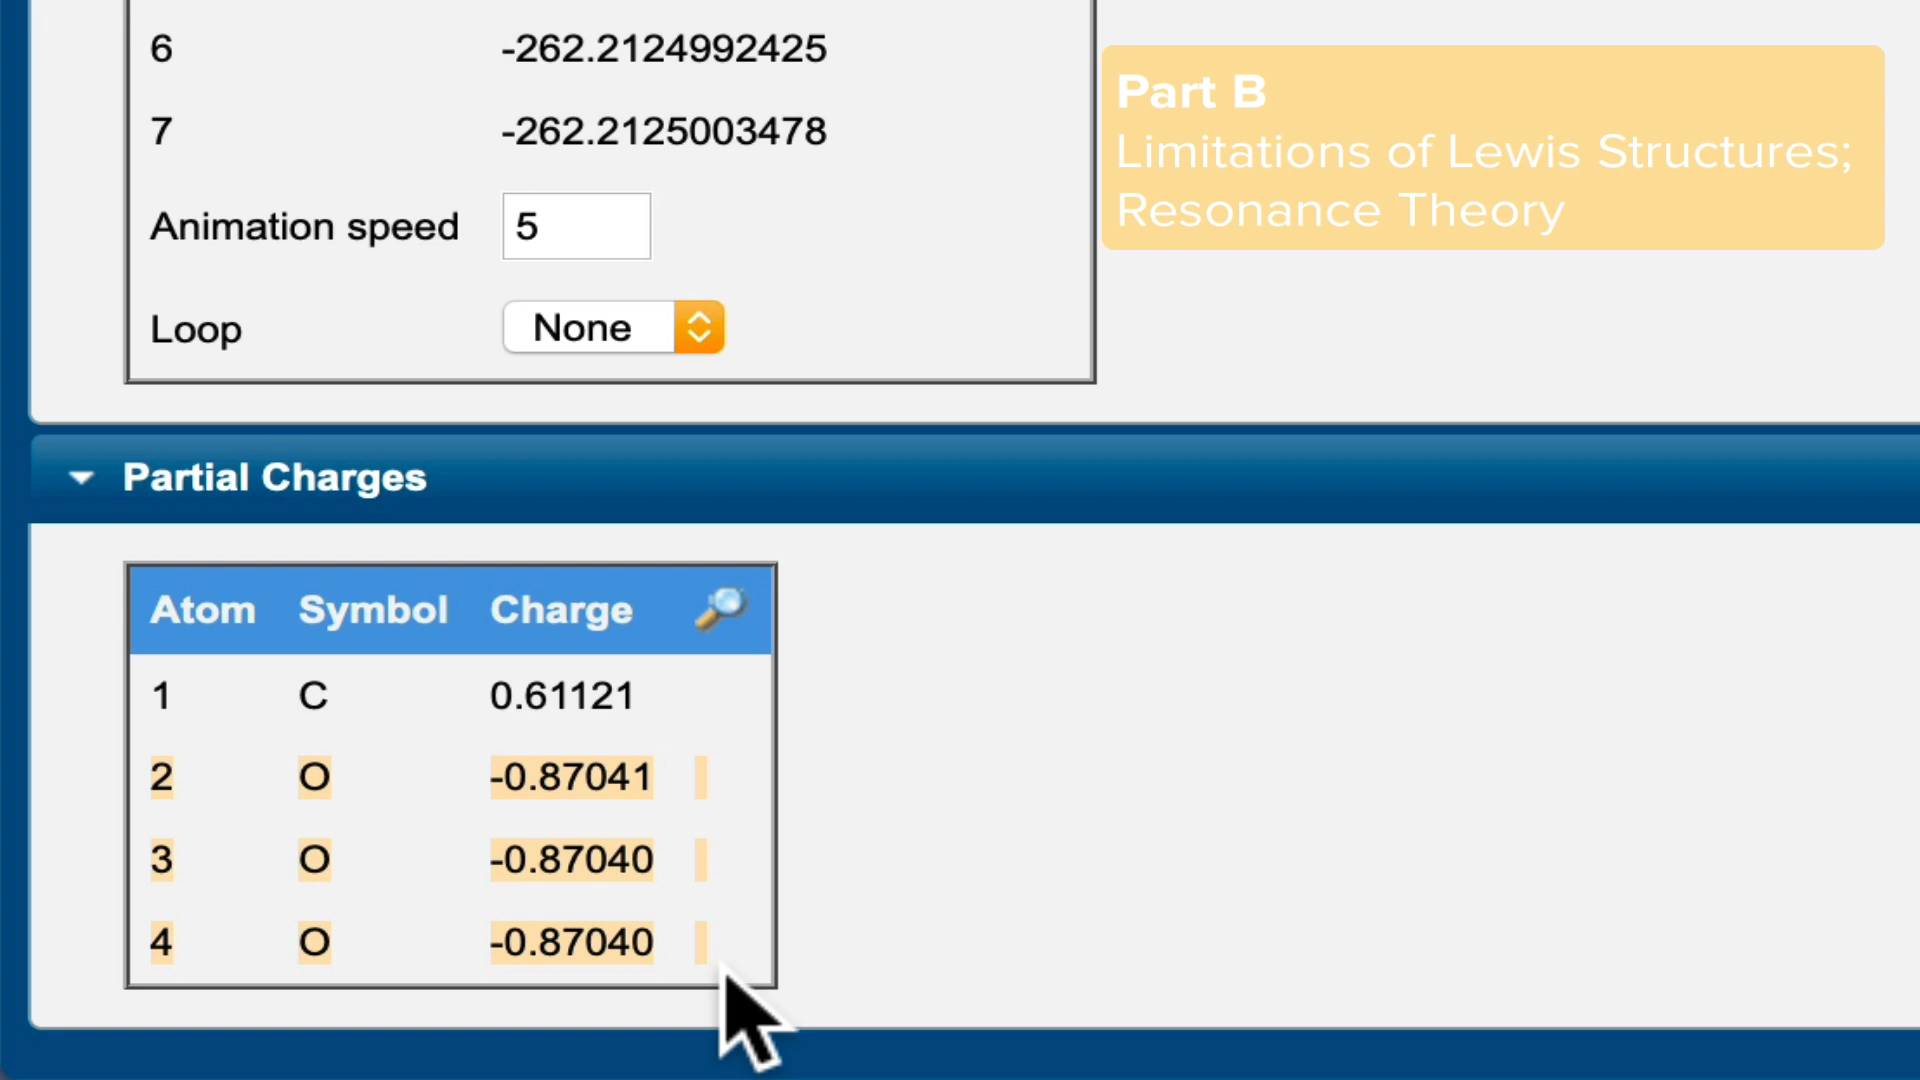 6 -262.2124992425
7 -262.2125003478
Animation speed 5
Loop None
Part B
Limitations of Lewis Structures;
Resonance Theory
Partial Charges
Atom Symbol Charge
1 C 0.61121
2 O -0.87041
3 O -0.87040
4 O -0.87040